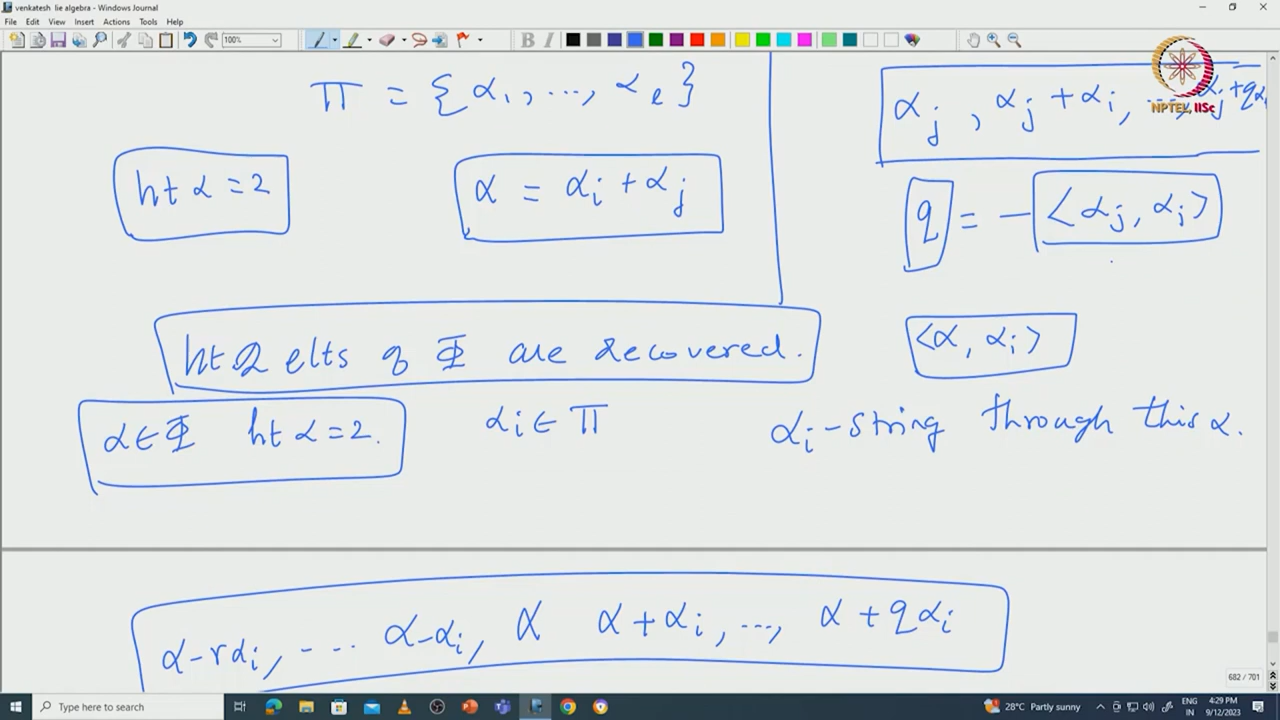 venkatesh lie algebra - Windows Journal
File Edit View Insert Actions Tools Help
100%
B I
NPTEL, IISc
Π = {α₁, ..., αₗ}
αⱼ, αⱼ + αᵢ, ..., αⱼ + qα
ht α = 2
α = αᵢ + αⱼ
q = - <αⱼ, αᵢ>
ht 2 elts of Φ are recovered.
<α, αᵢ>
α ∈ Φ ht α = 2.
αᵢ ∈ Π
αᵢ-string through this α.
α-rαᵢ, ... α-αᵢ, α α+αᵢ, ..., α+qαᵢ
682 / 701
Type here to search
28°C Partly sunny
ENG
IN
4:29 PM
9/12/2023